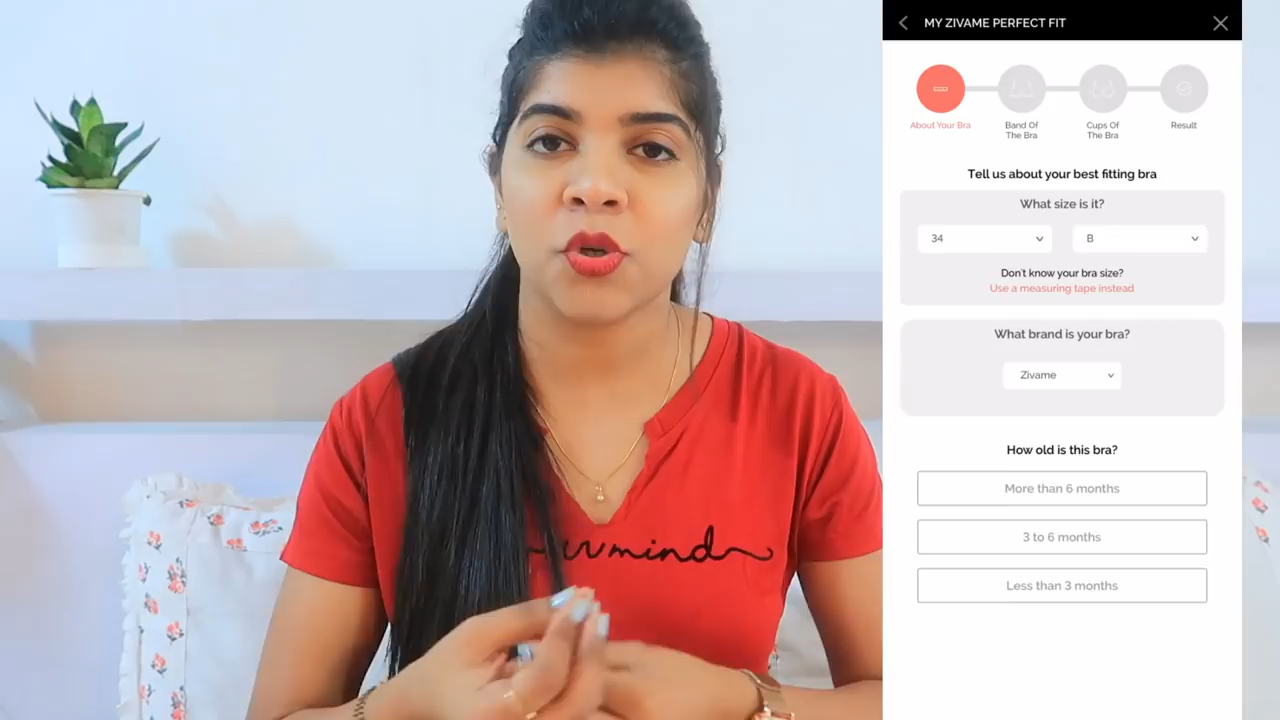 MY ZIVAME PERFECT FIT
About Your Bra
Band Of
The Bra
Cups Of
The Bra
Result
Tell us about your best fitting bra
What size is it?
34
B
Don't know your bra size?
Use a measuring tape instead
What brand is your bra?
Zivame
How old is this bra?
More than 6 months
3 to 6 months
Less than 3 months
mind